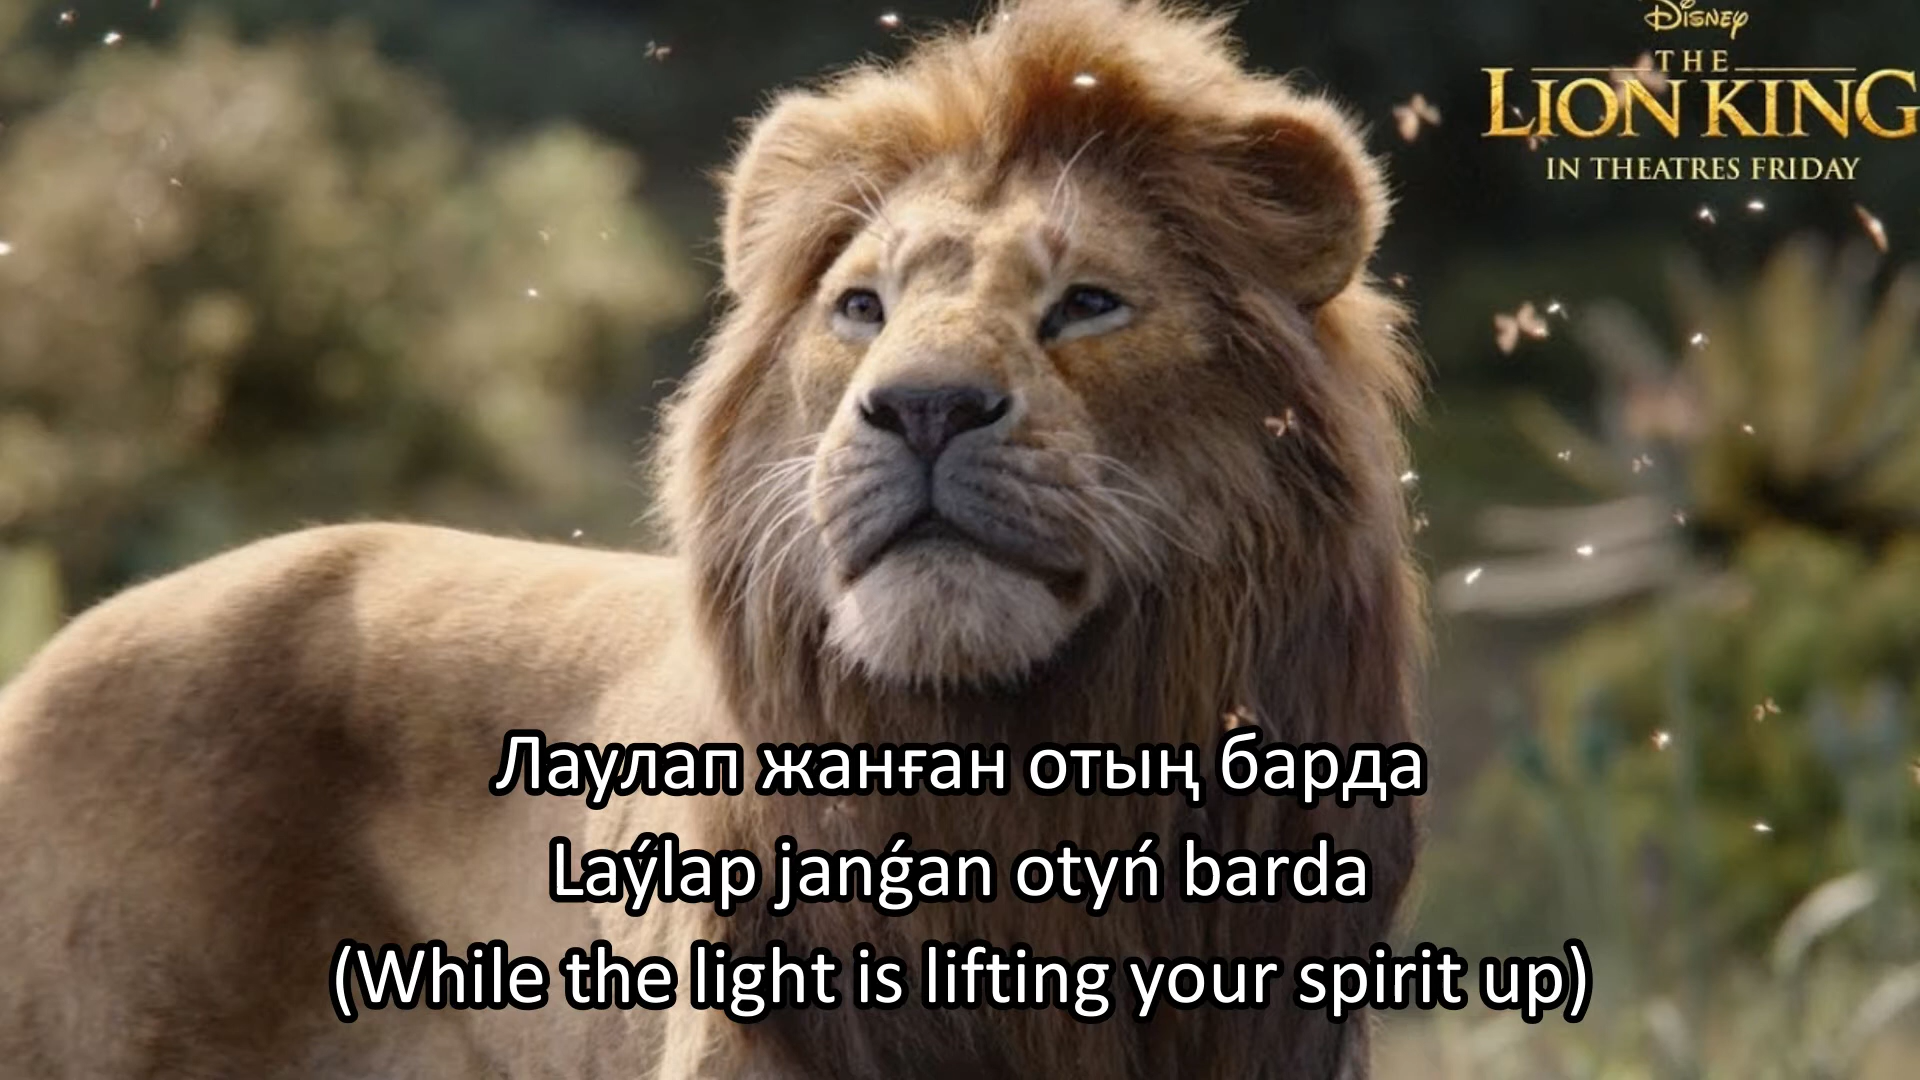 Disney
THE
LION KING
IN THEATRES FRIDAY
Лаулап жанған отың барда
Laýlap janǵan otyń barda
(While the light is lifting your spirit up)